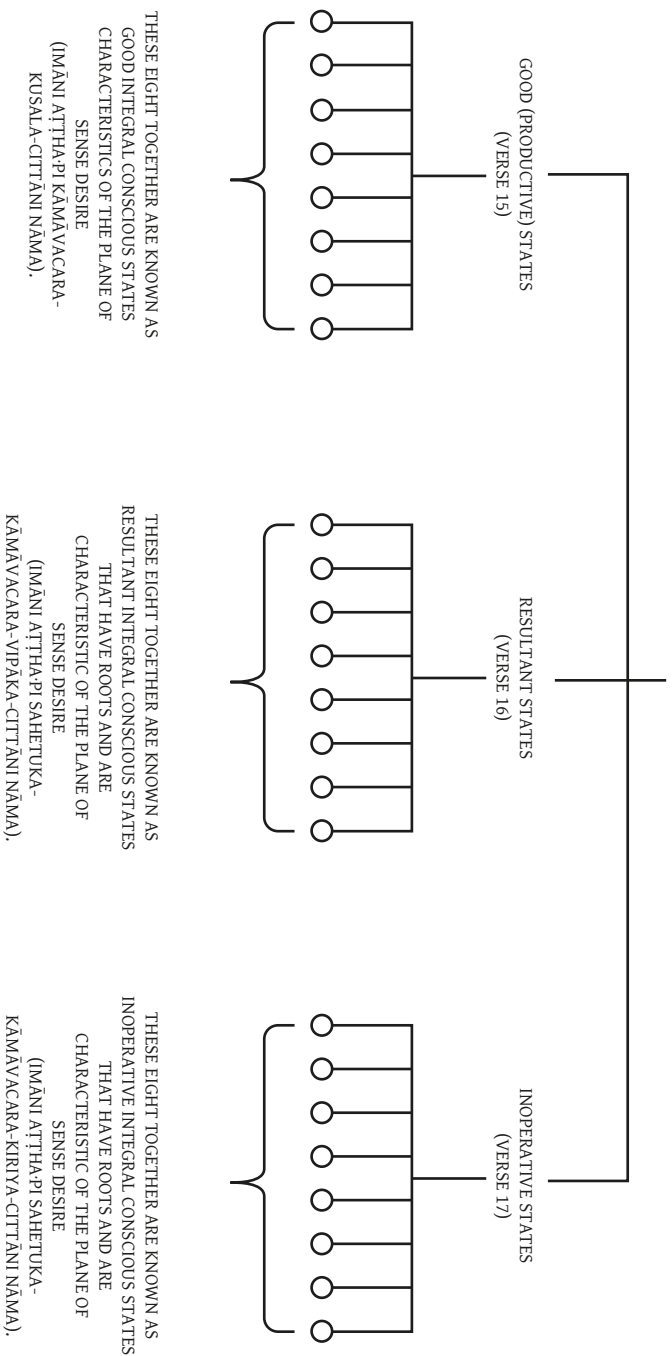 GOOD (PRODUCTIVE) STATES
(VERSE 15)
THESE EIGHT TOGETHER ARE KNOWN AS
GOOD INTEGRAL CONSCIOUS STATES
CHARACTERISTICS OF THE PLANE OF
SENSE DESIRE
(IMĀNI AṬṬHA-PI KĀMĀVACARA-
KUSALA-CITTĀNI NĀMA).
RESULTANT STATES
(VERSE 16)
THESE EIGHT TOGETHER ARE KNOWN AS
RESULTANT INTEGRAL CONSCIOUS STATES
THAT HAVE ROOTS AND ARE
CHARACTERISTIC OF THE PLANE OF
SENSE DESIRE
(IMĀNI AṬṬHA-PI SAHETUKA-
KĀMĀVACARA-VIPĀKA-CITTĀNI NĀMA).
INOPERATIVE STATES
(VERSE 17)
THESE EIGHT TOGETHER ARE KNOWN AS
INOPERATIVE INTEGRAL CONSCIOUS STATES
THAT HAVE ROOTS AND ARE
CHARACTERISTIC OF THE PLANE OF
SENSE DESIRE
(IMĀNI AṬṬHA-PI SAHETUKA-
KĀMĀVACARA-KIRIYA-CITTĀNI NĀMA).